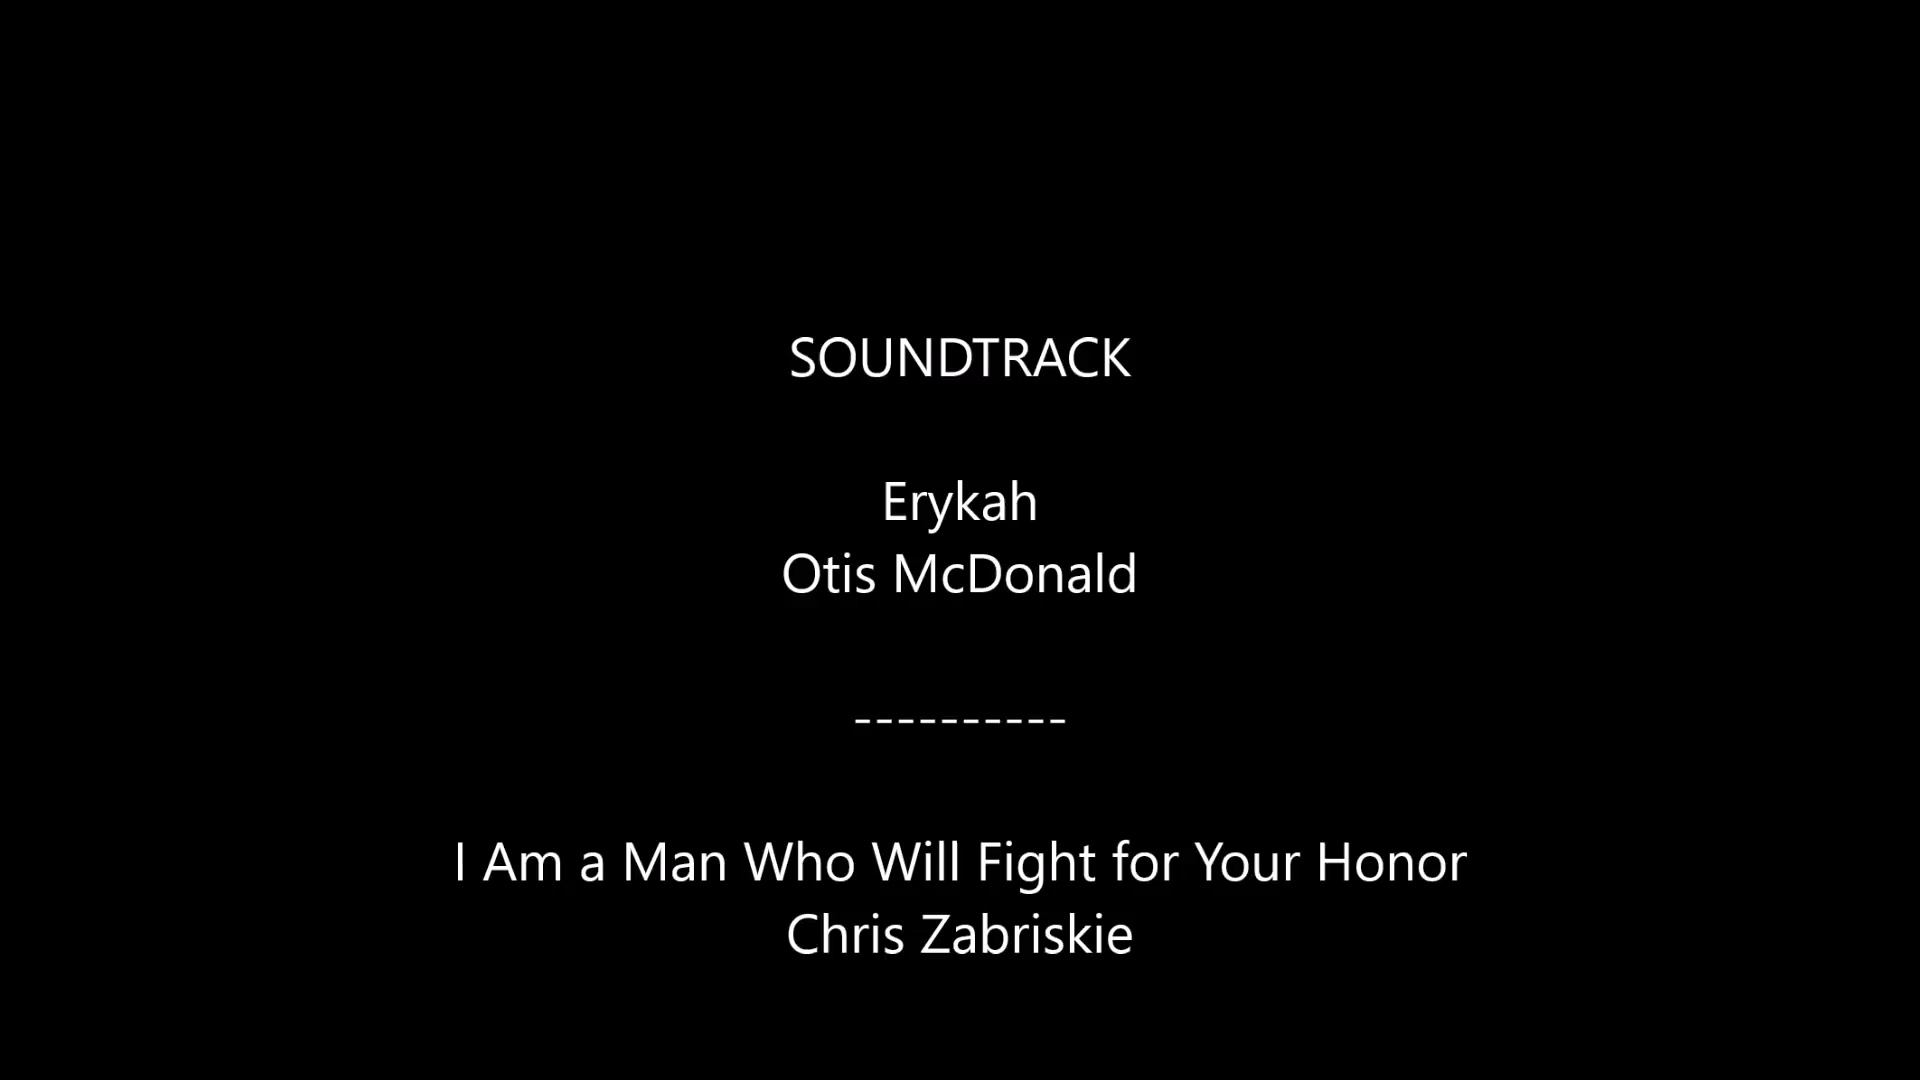 SOUNDTRACK
Erykah
Otis McDonald
----------
I Am a Man Who Will Fight for Your Honor
Chris Zabriskie